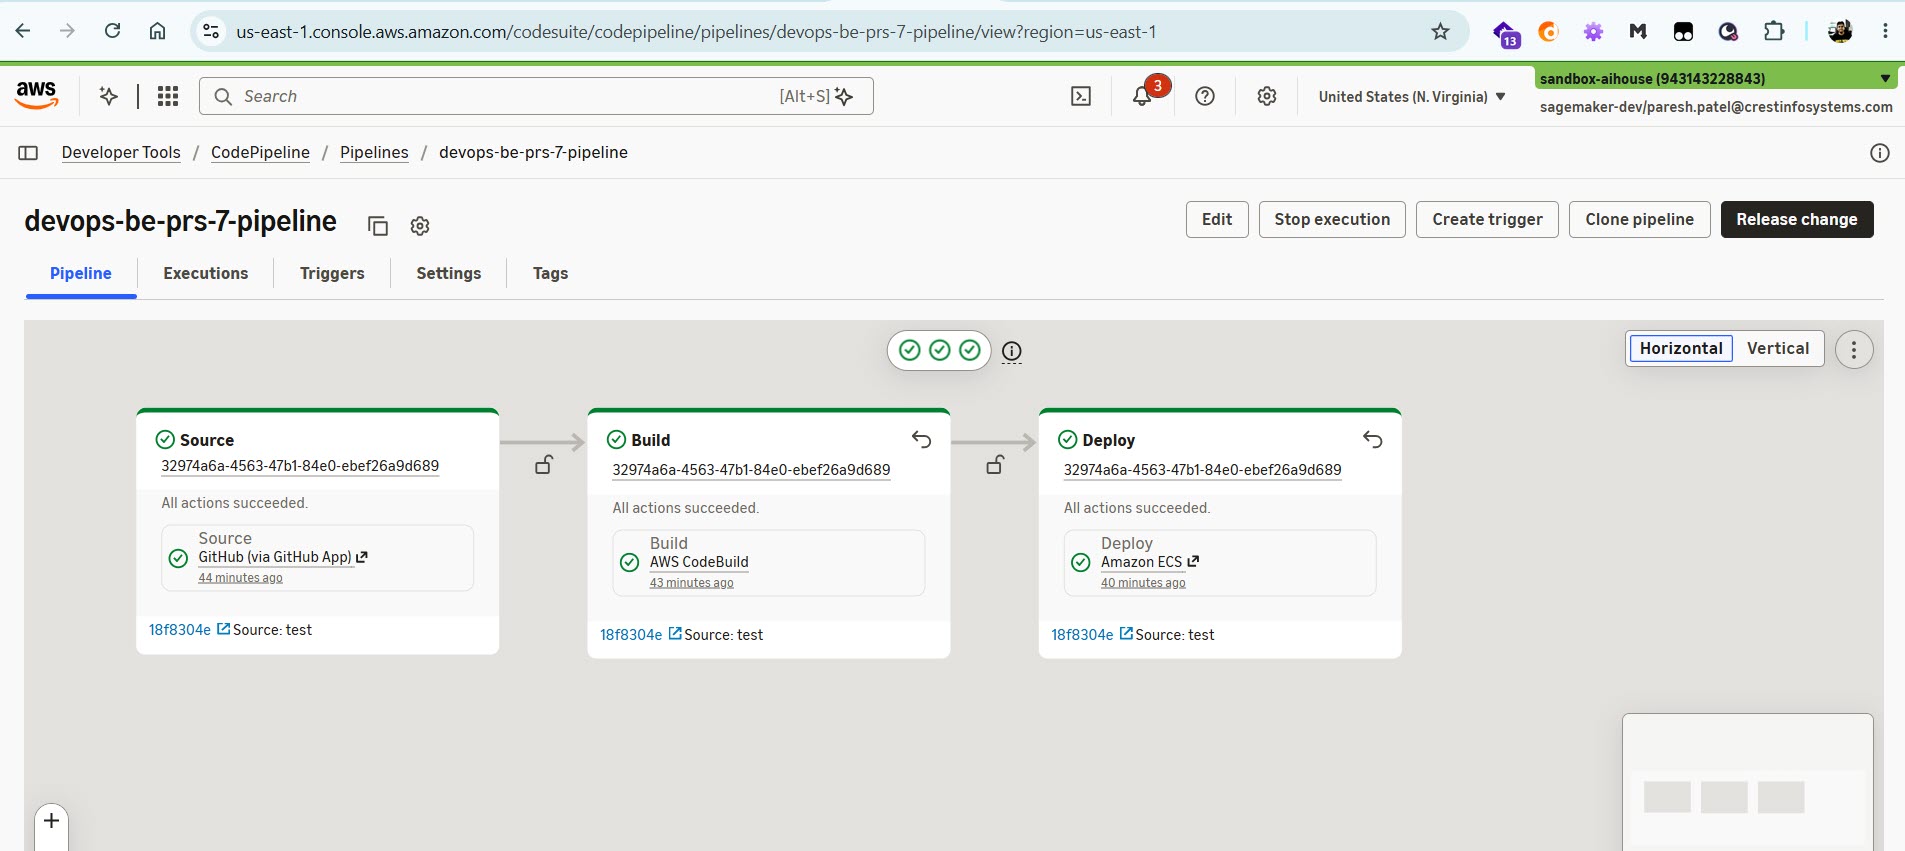 us-east-1.console.aws.amazon.com/codesuite/codepipeline/pipelines/devops-be-prs-7-pipeline/view?region=us-east-1
13
aws
Search
[Alt+S]
3
United States (N. Virginia)
sandbox-aihouse (943143228843)
sagemaker-dev/paresh.patel@crestinfosystems.com
Developer Tools / CodePipeline / Pipelines / devops-be-prs-7-pipeline
devops-be-prs-7-pipeline
Edit
Stop execution
Create trigger
Clone pipeline
Release change
Pipeline
Executions
Triggers
Settings
Tags
Horizontal
Vertical
Source
32974a6a-4563-47b1-84e0-ebef26a9d689
All actions succeeded.
Source
GitHub (via GitHub App)
44 minutes ago
18f8304e Source: test
Build
32974a6a-4563-47b1-84e0-ebef26a9d689
All actions succeeded.
Build
AWS CodeBuild
43 minutes ago
18f8304e Source: test
Deploy
32974a6a-4563-47b1-84e0-ebef26a9d689
All actions succeeded.
Deploy
Amazon ECS
40 minutes ago
18f8304e Source: test